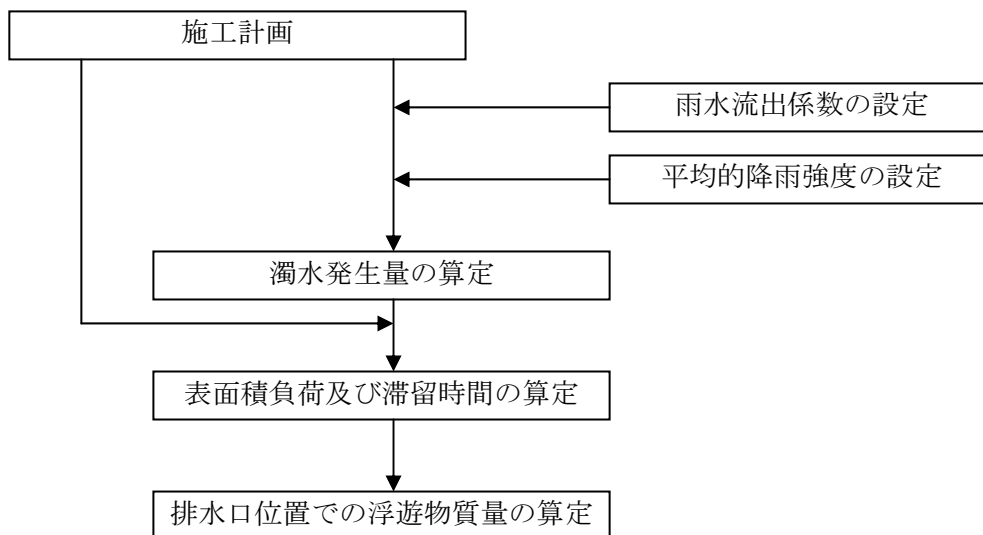 施工計画
雨水流出係数の設定
平均的降雨強度の設定
濁水発生量の算定
表面積負荷及び滞留時間の算定
排水口位置での浮遊物質量の算定